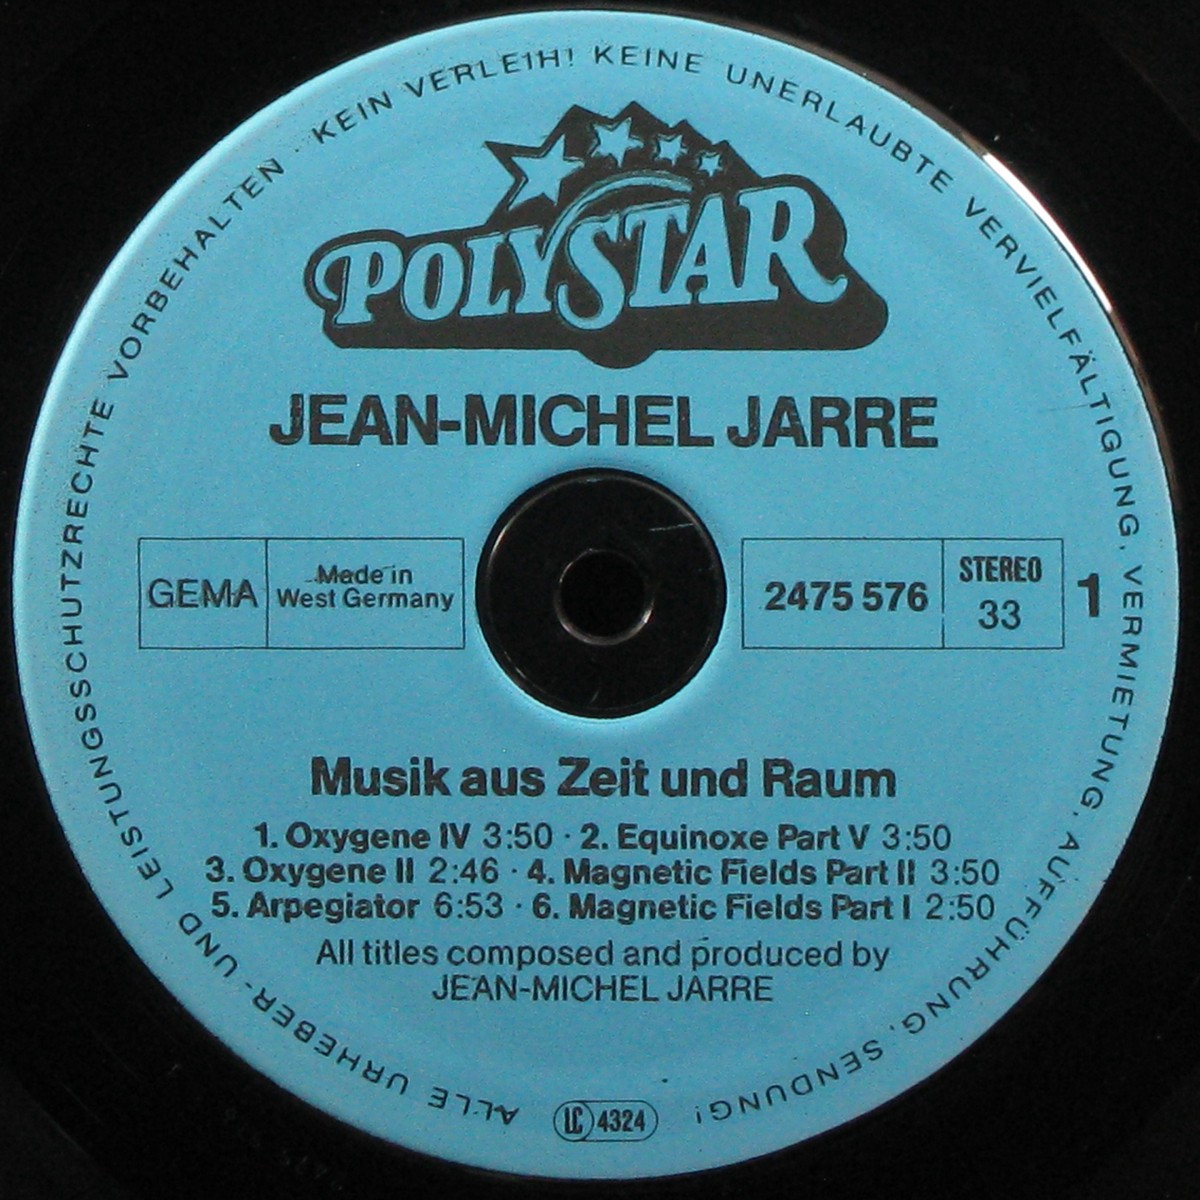 ALLE URHEBER- UND LEISTUNGSSCHUTZRECHTE VORBEHALTEN · KEIN VERLEIH! KEINE UNERLAUBTE VERVIELFÄLTIGUNG, VERMIETUNG, AUFFÜHRUNG, SENDUNG!
POLYSTAR
JEAN-MICHEL JARRE
GEMA
Made in
West Germany
2475 576
STEREO
33
1
Musik aus Zeit und Raum
1. Oxygene IV 3:50 · 2. Equinoxe Part V 3:50
3. Oxygene II 2:46 · 4. Magnetic Fields Part II 3:50
5. Arpegiator 6:53 · 6. Magnetic Fields Part I 2:50
All titles composed and produced by
JEAN-MICHEL JARRE
LC 4324